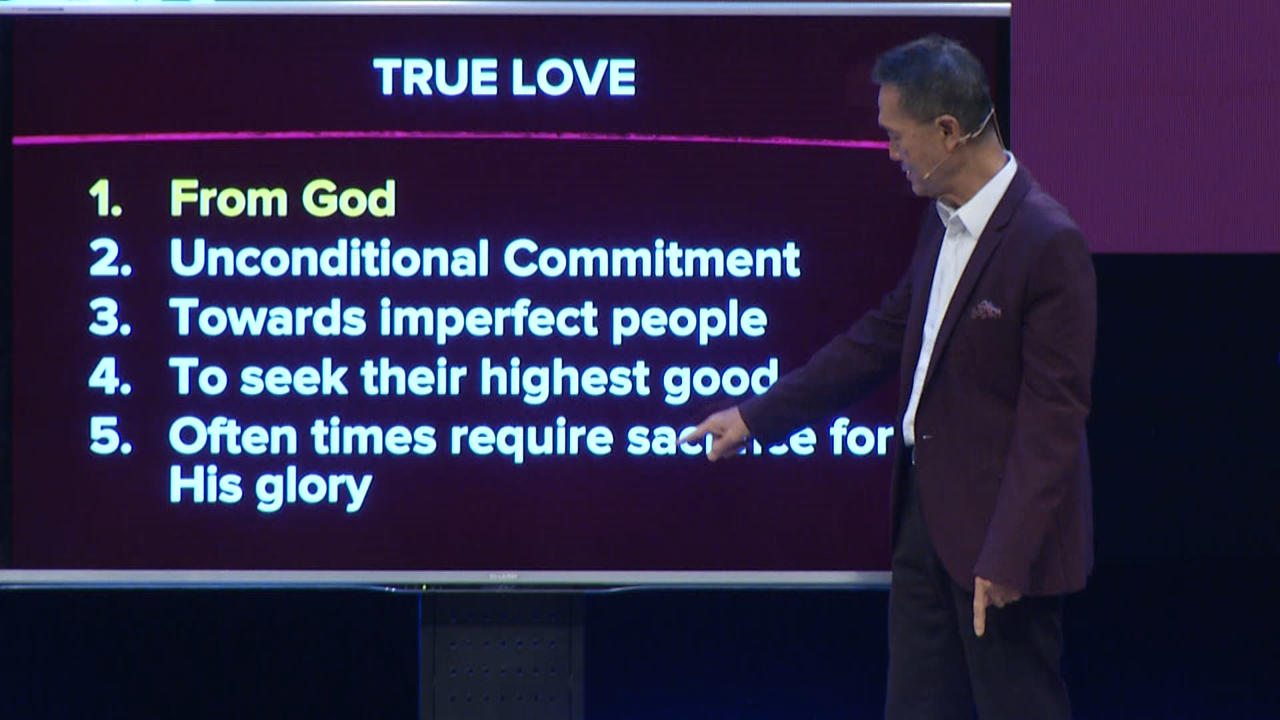 TRUE LOVE
1. From God
2. Unconditional Commitment
3. Towards imperfect people
4. To seek their highest good
5. Often times require for
His glory